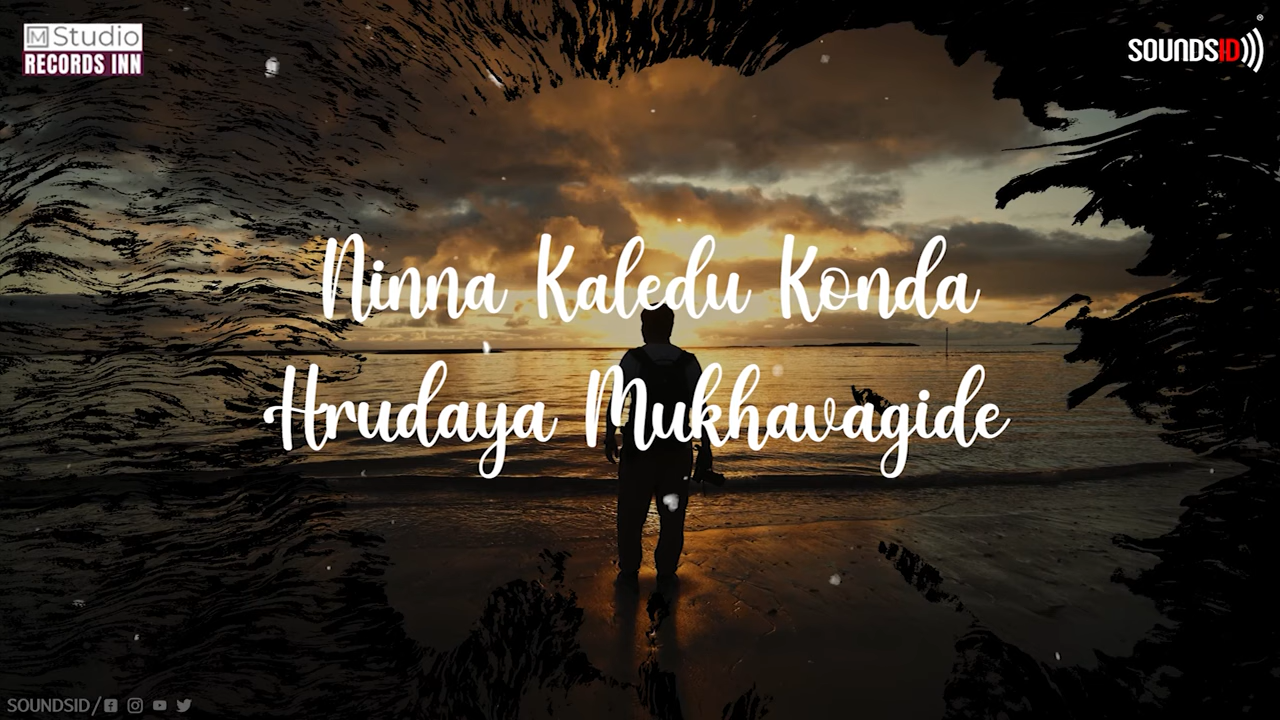 M Studio
RECORDS INN
SOUNDSID
Ninna Kaledu Konda
Hrudaya Mukhavagide
SOUNDSID/